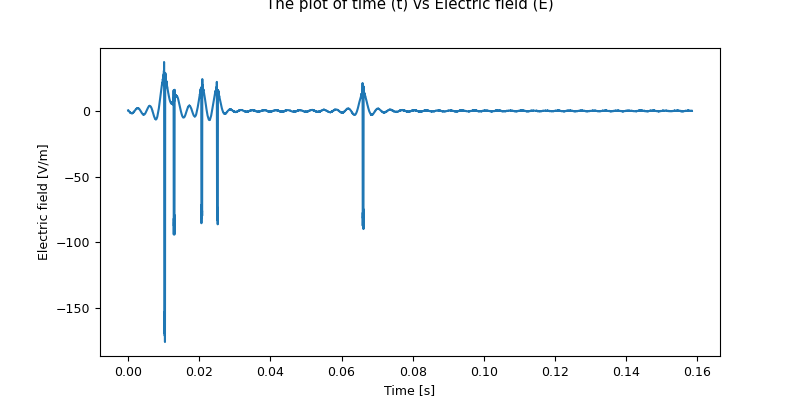 The plot of time (t) vs Electric field (E)
Electric field [V/m]
0
−50
−100
−150
0.00 0.02 0.04 0.06 0.08 0.10 0.12 0.14 0.16
Time [s]